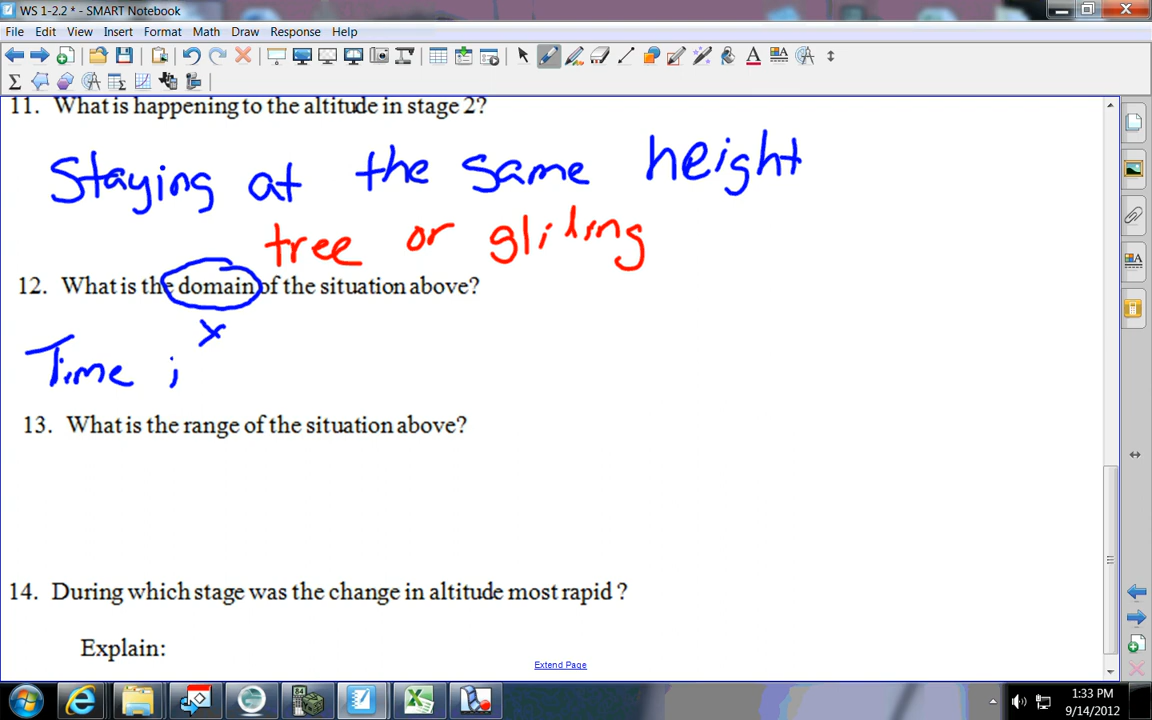 WS 1-2.2 * - SMART Notebook
File Edit View Insert Format Math Draw Response Help
11. What is happening to the altitude in stage 2?
Staying at the same height
tree or gliding
12. What is the domain of the situation above?
x
Time i
13. What is the range of the situation above?
14. During which stage was the change in altitude most rapid ?
Explain:
Extend Page
1:33 PM
9/14/2012